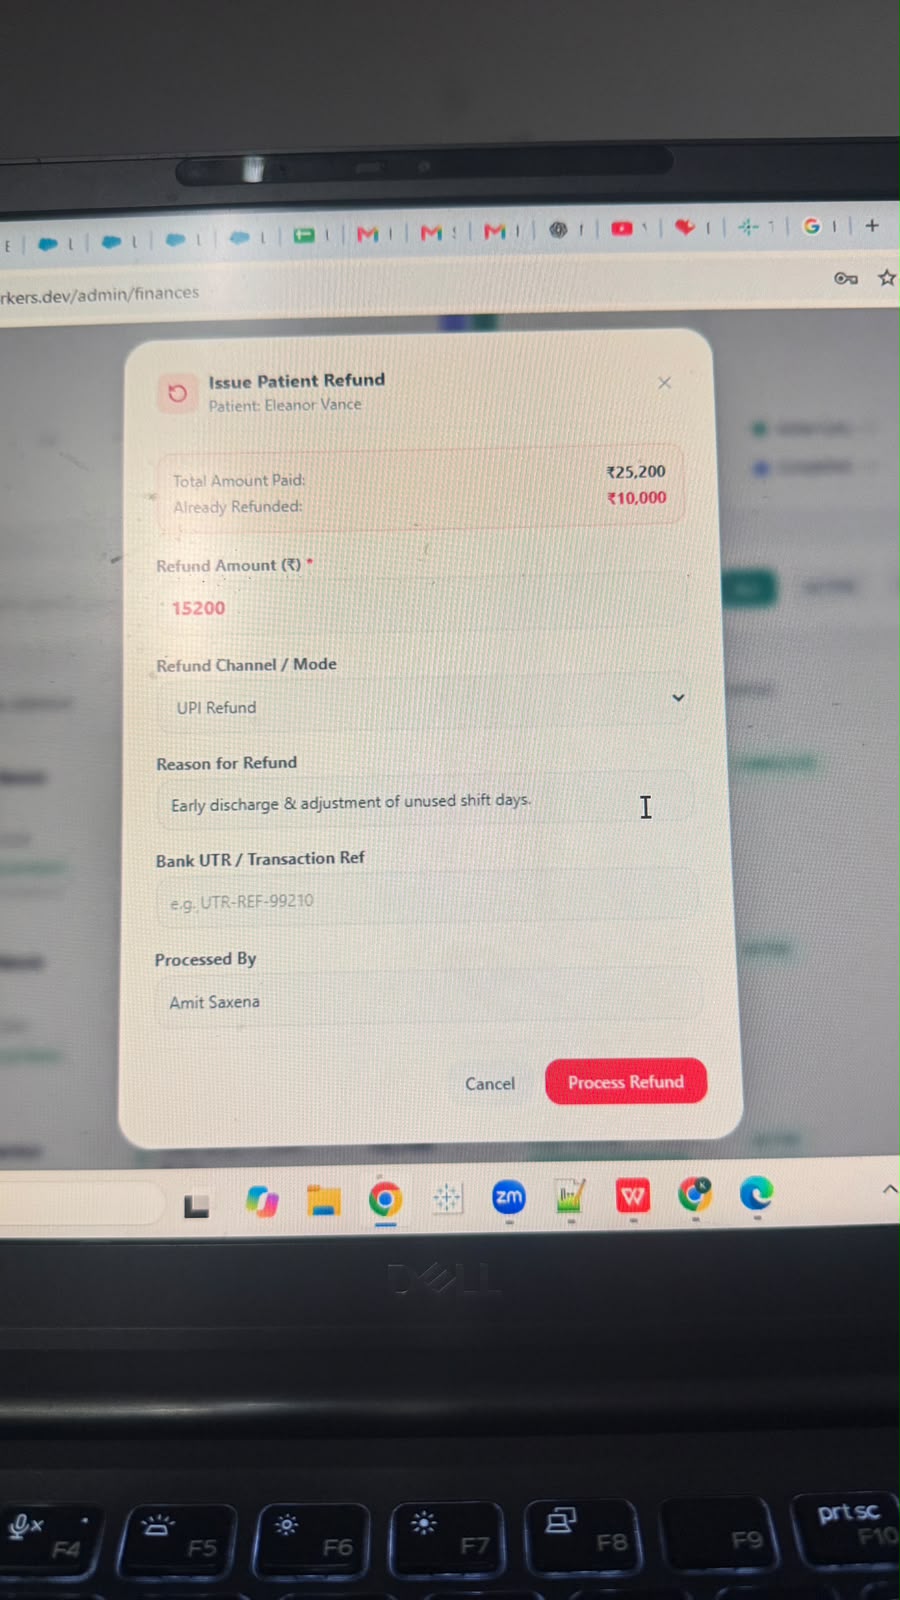 rkers.dev/admin/finances
Issue Patient Refund
Patient: Eleanor Vance
Total Amount Paid: ₹25,200
Already Refunded: ₹10,000
Refund Amount (₹) *
15200
Refund Channel / Mode
UPI Refund
Reason for Refund
Early discharge & adjustment of unused shift days.
Bank UTR / Transaction Ref
e.g. UTR-REF-99210
Processed By
Amit Saxena
Cancel Process Refund
zm
DELL
F4 F5 F6 F7 F8 F9 prt sc F10